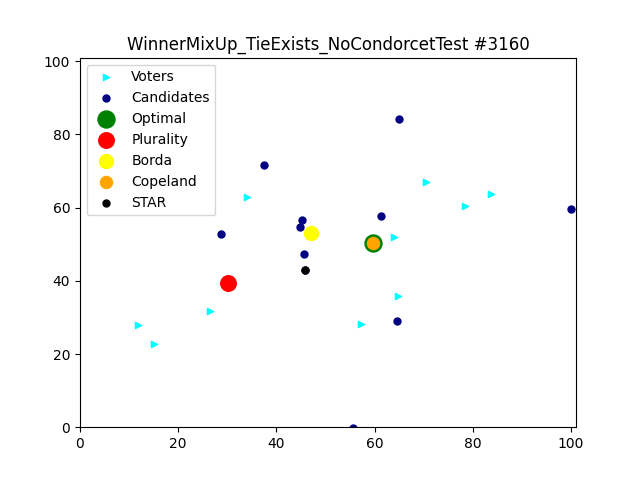 WinnerMixUp_TieExists_NoCondorcetTest #3160
Voters
Candidates
Optimal
Plurality
Borda
Copeland
STAR
100
80
60
40
20
0
0 20 40 60 80 100